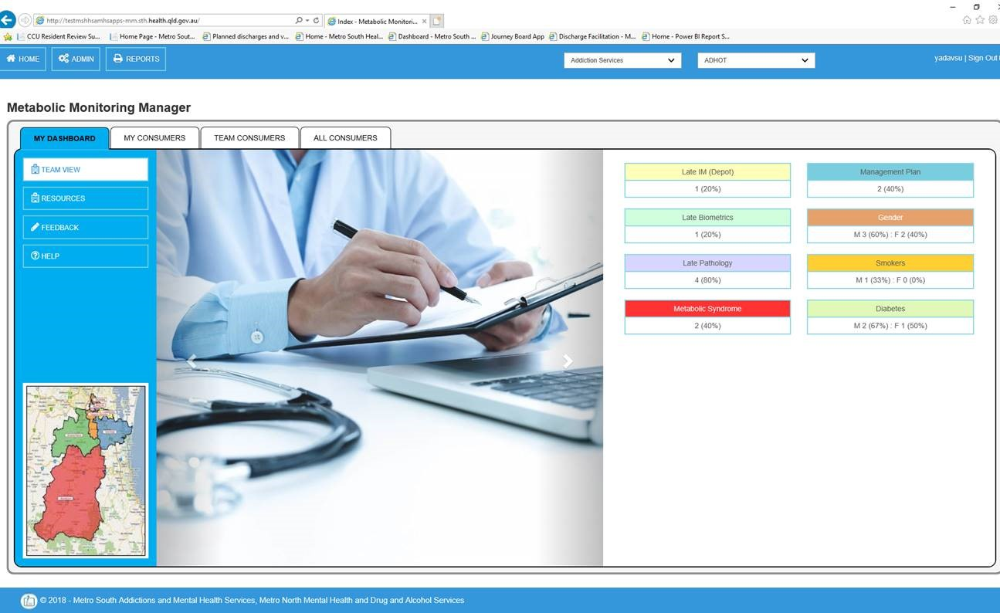 http://testmshhsamhsapps-mm.sth.health.qld.gov.au/
Index - Metabolic Monitori...
CCU Resident Review Su... Home Page - Metro Sout... Planned discharges and v... Home - Metro South Heal... Dashboard - Metro South ... Journey Board App Discharge Facilitation - M... Home - Power BI Report S...
HOME ADMIN REPORTS Addiction Services ADHOT yadavsu | Sign Out
Metabolic Monitoring Manager
MY DASHBOARD MY CONSUMERS TEAM CONSUMERS ALL CONSUMERS
TEAM VIEW
RESOURCES
FEEDBACK
HELP
Late IM (Depot) Management Plan
1 (20%) 2 (40%)
Late Biometrics Gender
1 (20%) M 3 (60%) : F 2 (40%)
Late Pathology Smokers
4 (80%) M 1 (33%) : F 0 (0%)
Metabolic Syndrome Diabetes
2 (40%) M 2 (67%) : F 1 (50%)
© 2018 - Metro South Addictions and Mental Health Services, Metro North Mental Health and Drug and Alcohol Services